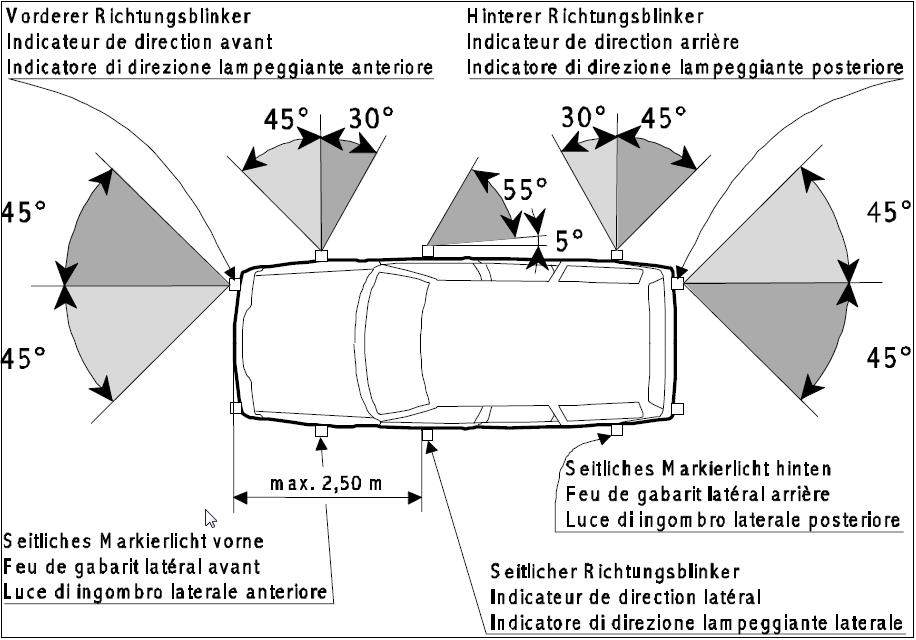 Vorderer Richtungsblinker
Indicateur de direction avant
Indicatore di direzione lampeggiante anteriore
Hinterer Richtungsblinker
Indicateur de direction arrière
Indicatore di direzione lampeggiante posteriore
45° 30°
30° 45°
55°
5°
45°
45°
45°
45°
max. 2,50 m
Seitliches Markierlicht hinten
Feu de gabarit latéral arrière
Luce di ingombro laterale posteriore
Seitliches Markierlicht vorne
Feu de gabarit latéral avant
Luce di ingombro laterale anteriore
Seitlicher Richtungsblinker
Indicateur de direction latéral
Indicatore di direzione lampeggiante laterale